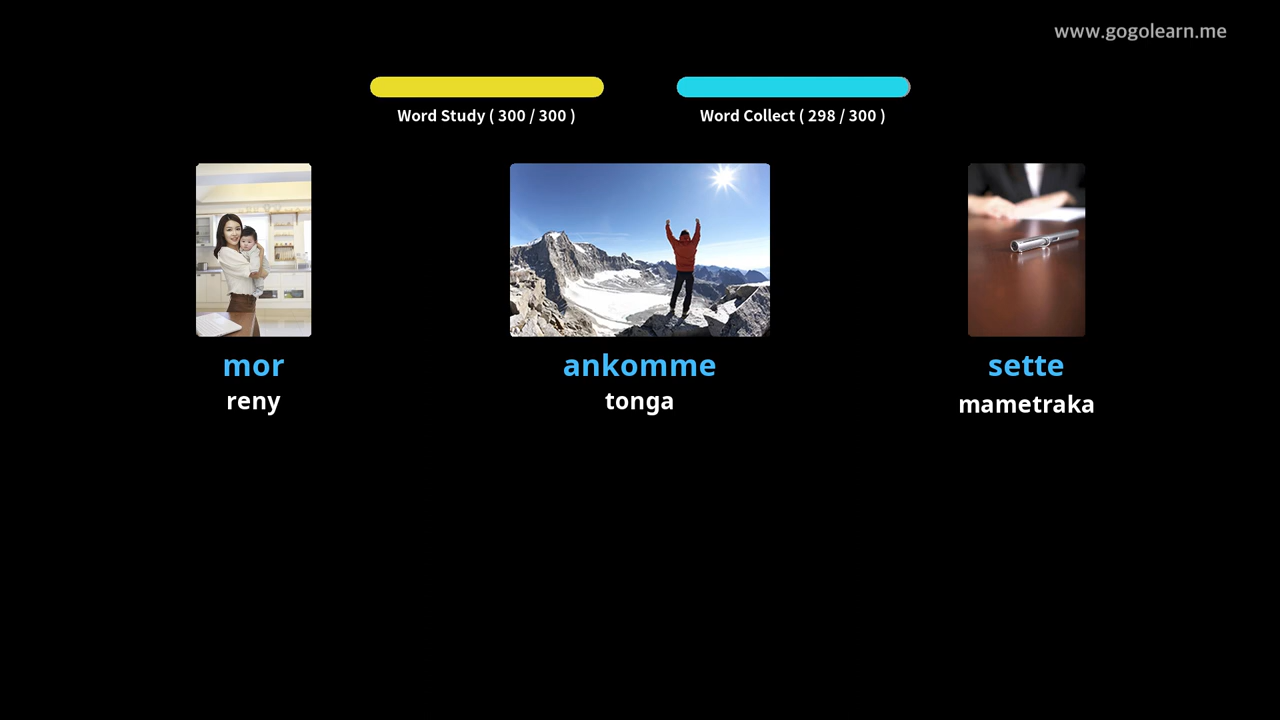 www.gogolearn.me
Word Study ( 300 / 300 )
Word Collect ( 298 / 300 )
mor
reny
ankomme
tonga
sette
mametraka